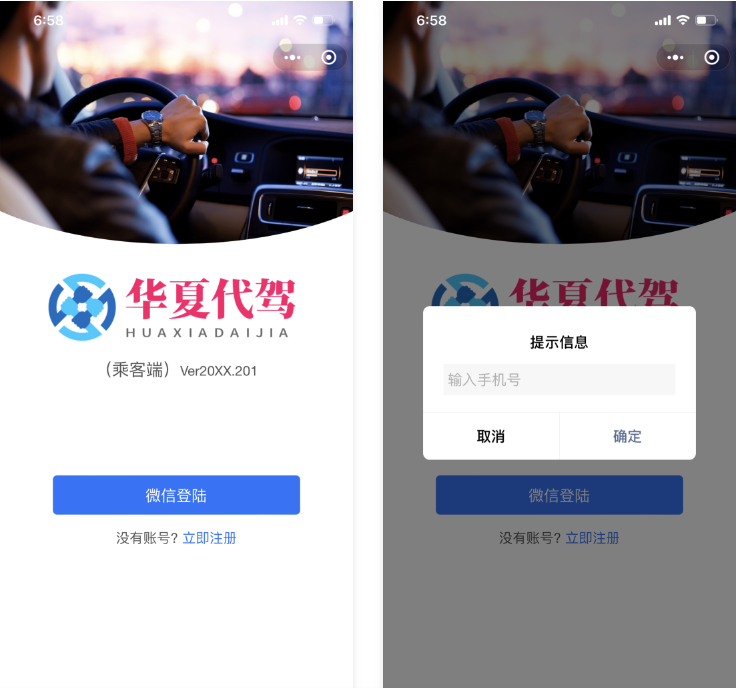 6:58
华夏代驾
HUAXIADAIJIA
（乘客端）Ver20XX.201
微信登陆
没有账号? 立即注册
6:58
华夏代驾
提示信息
输入手机号
取消 确定
微信登陆
没有账号? 立即注册